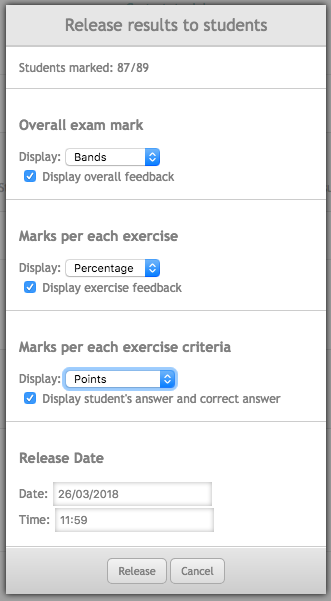 Release results to students
Students marked: 87/89
Overall exam mark
Display: Bands
Display overall feedback
Marks per each exercise
Display: Percentage
Display exercise feedback
Marks per each exercise criteria
Display: Points
Display student's answer and correct answer
Release Date
Date: 26/03/2018
Time: 11:59
Release Cancel